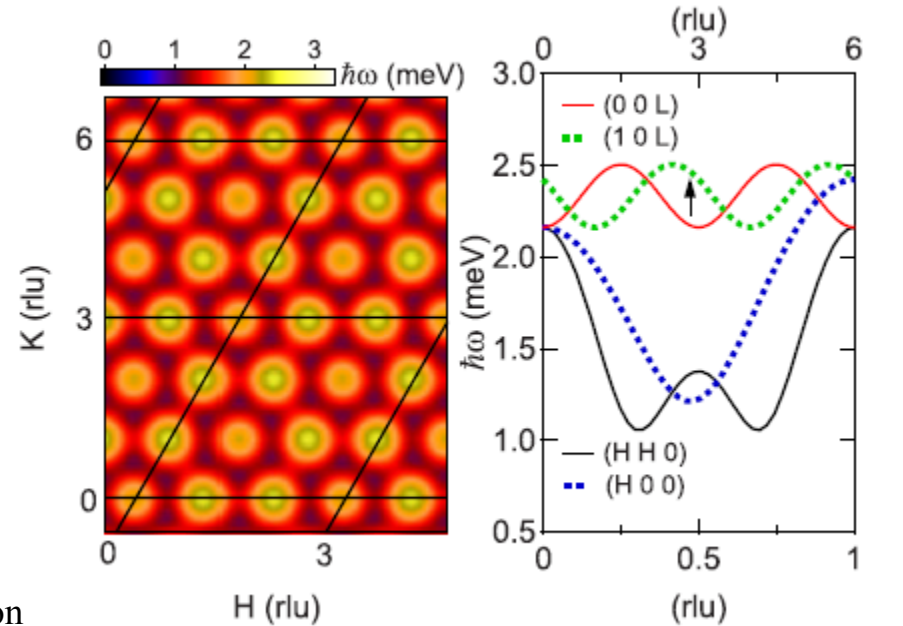 0 1 2 3
ħω (meV)
6
3
0
K (rlu)
0 3
H (rlu)
on
(rlu)
0 3 6
3.0
2.5
2.0
1.5
1.0
0.5
ħω (meV)
(0 0 L)
(1 0 L)
(H H 0)
(H 0 0)
0 0.5 1
(rlu)